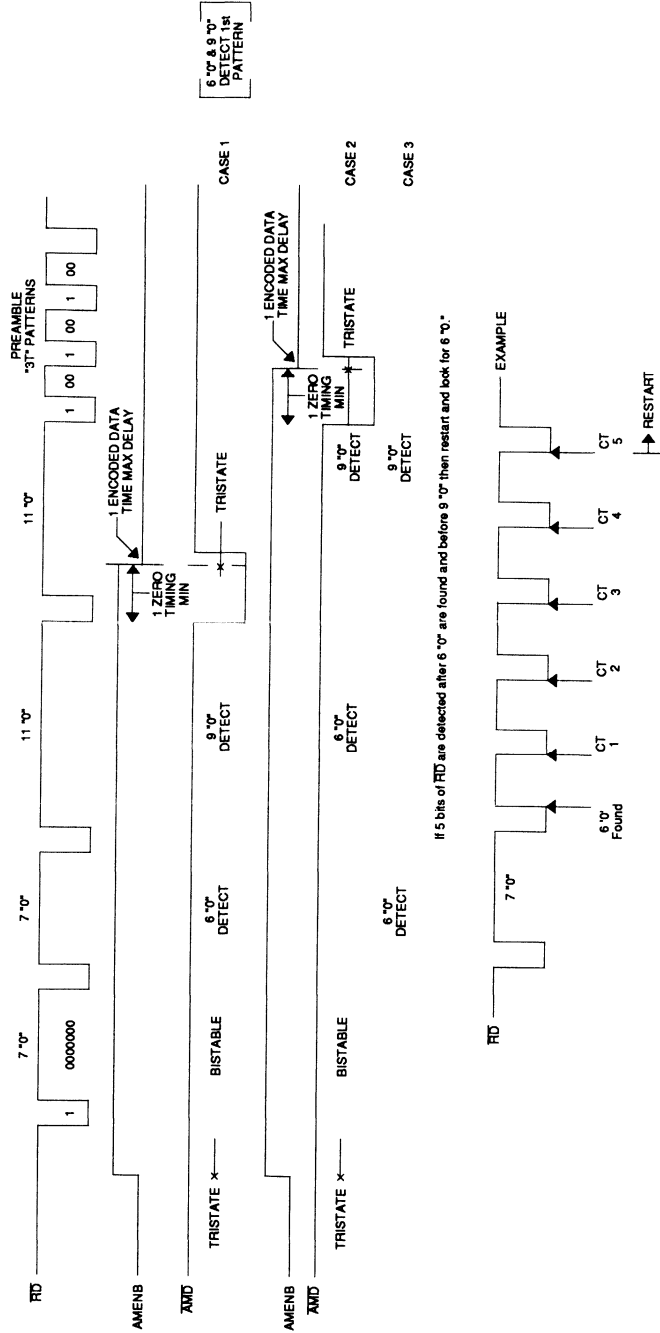 R̅D̅
7 "0"
7 "0"
11 "0"
11 "0"
PREAMBLE
"3T" PATTERNS
1
0000000
1
00
1
00
1
00
AMENB
1 ENCODED DATA
TIME MAX DELAY
1 ZERO
TIMING
MIN
A̅M̅D̅
TRISTATE
BISTABLE
6 "0"
DETECT
9 "0"
DETECT
TRISTATE
CASE 1
6 "0" & 9 "0"
DETECT 1st
PATTERN
AMENB
1 ENCODED DATA
TIME MAX DELAY
1 ZERO
TIMING
MIN
A̅M̅D̅
TRISTATE
BISTABLE
6 "0"
DETECT
9 "0"
DETECT
TRISTATE
CASE 2
6 "0"
DETECT
9 "0"
DETECT
CASE 3
If 5 bits of R̅D̅ are detected after 6 "0" are found and before 9 "0" then restart and look for 6 "0."
R̅D̅
7 "0"
EXAMPLE
6 '0'
Found
CT
1
CT
2
CT
3
CT
4
CT
5
RESTART